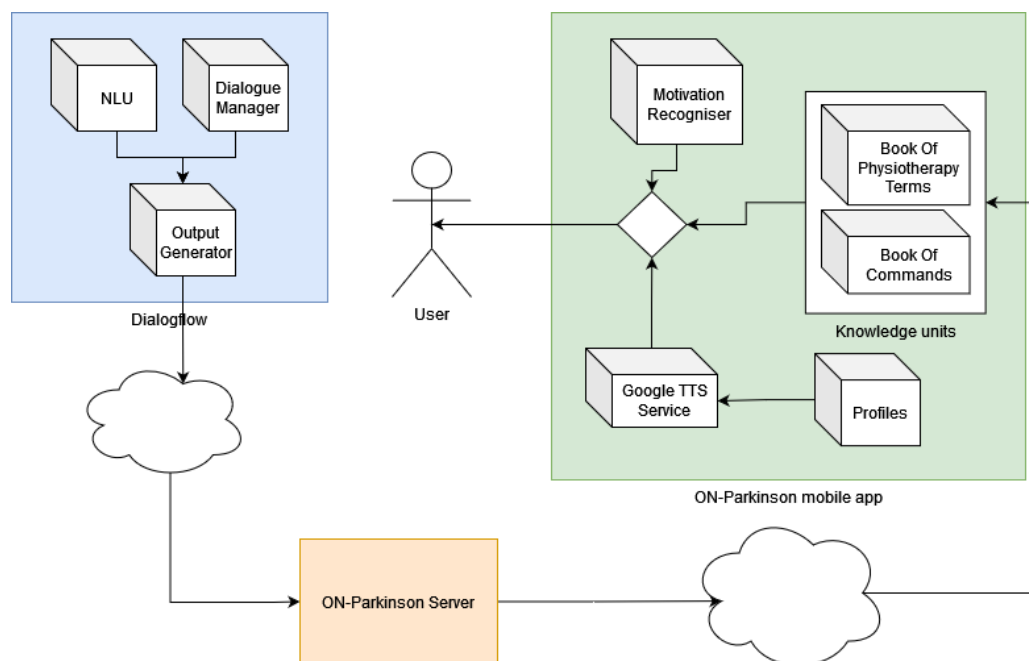 NLU
Dialogue
Manager
Output
Generator
Dialogflow
User
Motivation
Recogniser
Book Of
Physiotherapy
Terms
Book Of
Commands
Knowledge units
Google TTS
Service
Profiles
ON-Parkinson mobile app
ON-Parkinson Server